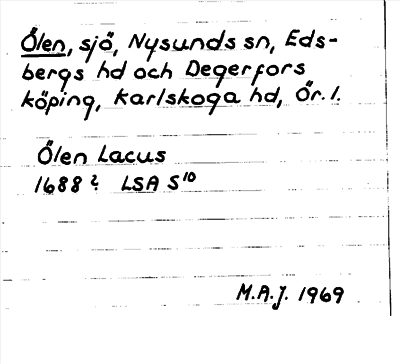 Ölen, sjö, Nysunds sn, Eds-
bergs hd och Degerfors
köping, Karlskoga hd, Ör. l.
Ölen Lacus
1688? LSA S10
M.A.J. 1969